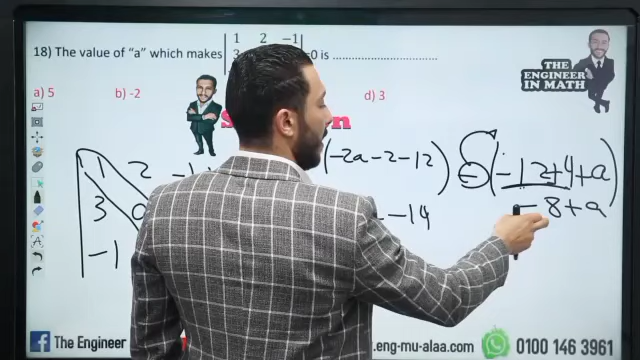 1 2 -1
18) The value of "a" which makes
3
=0 is ................................
a) 5 b) -2 d) 3
THE
ENGINEER
IN MATH
1 2 -1
(-2a-2-12) - (-12+4+a)
3
-14
-8+a
-1
The Engineer
.eng-mu-alaa.com
0100 146 3961